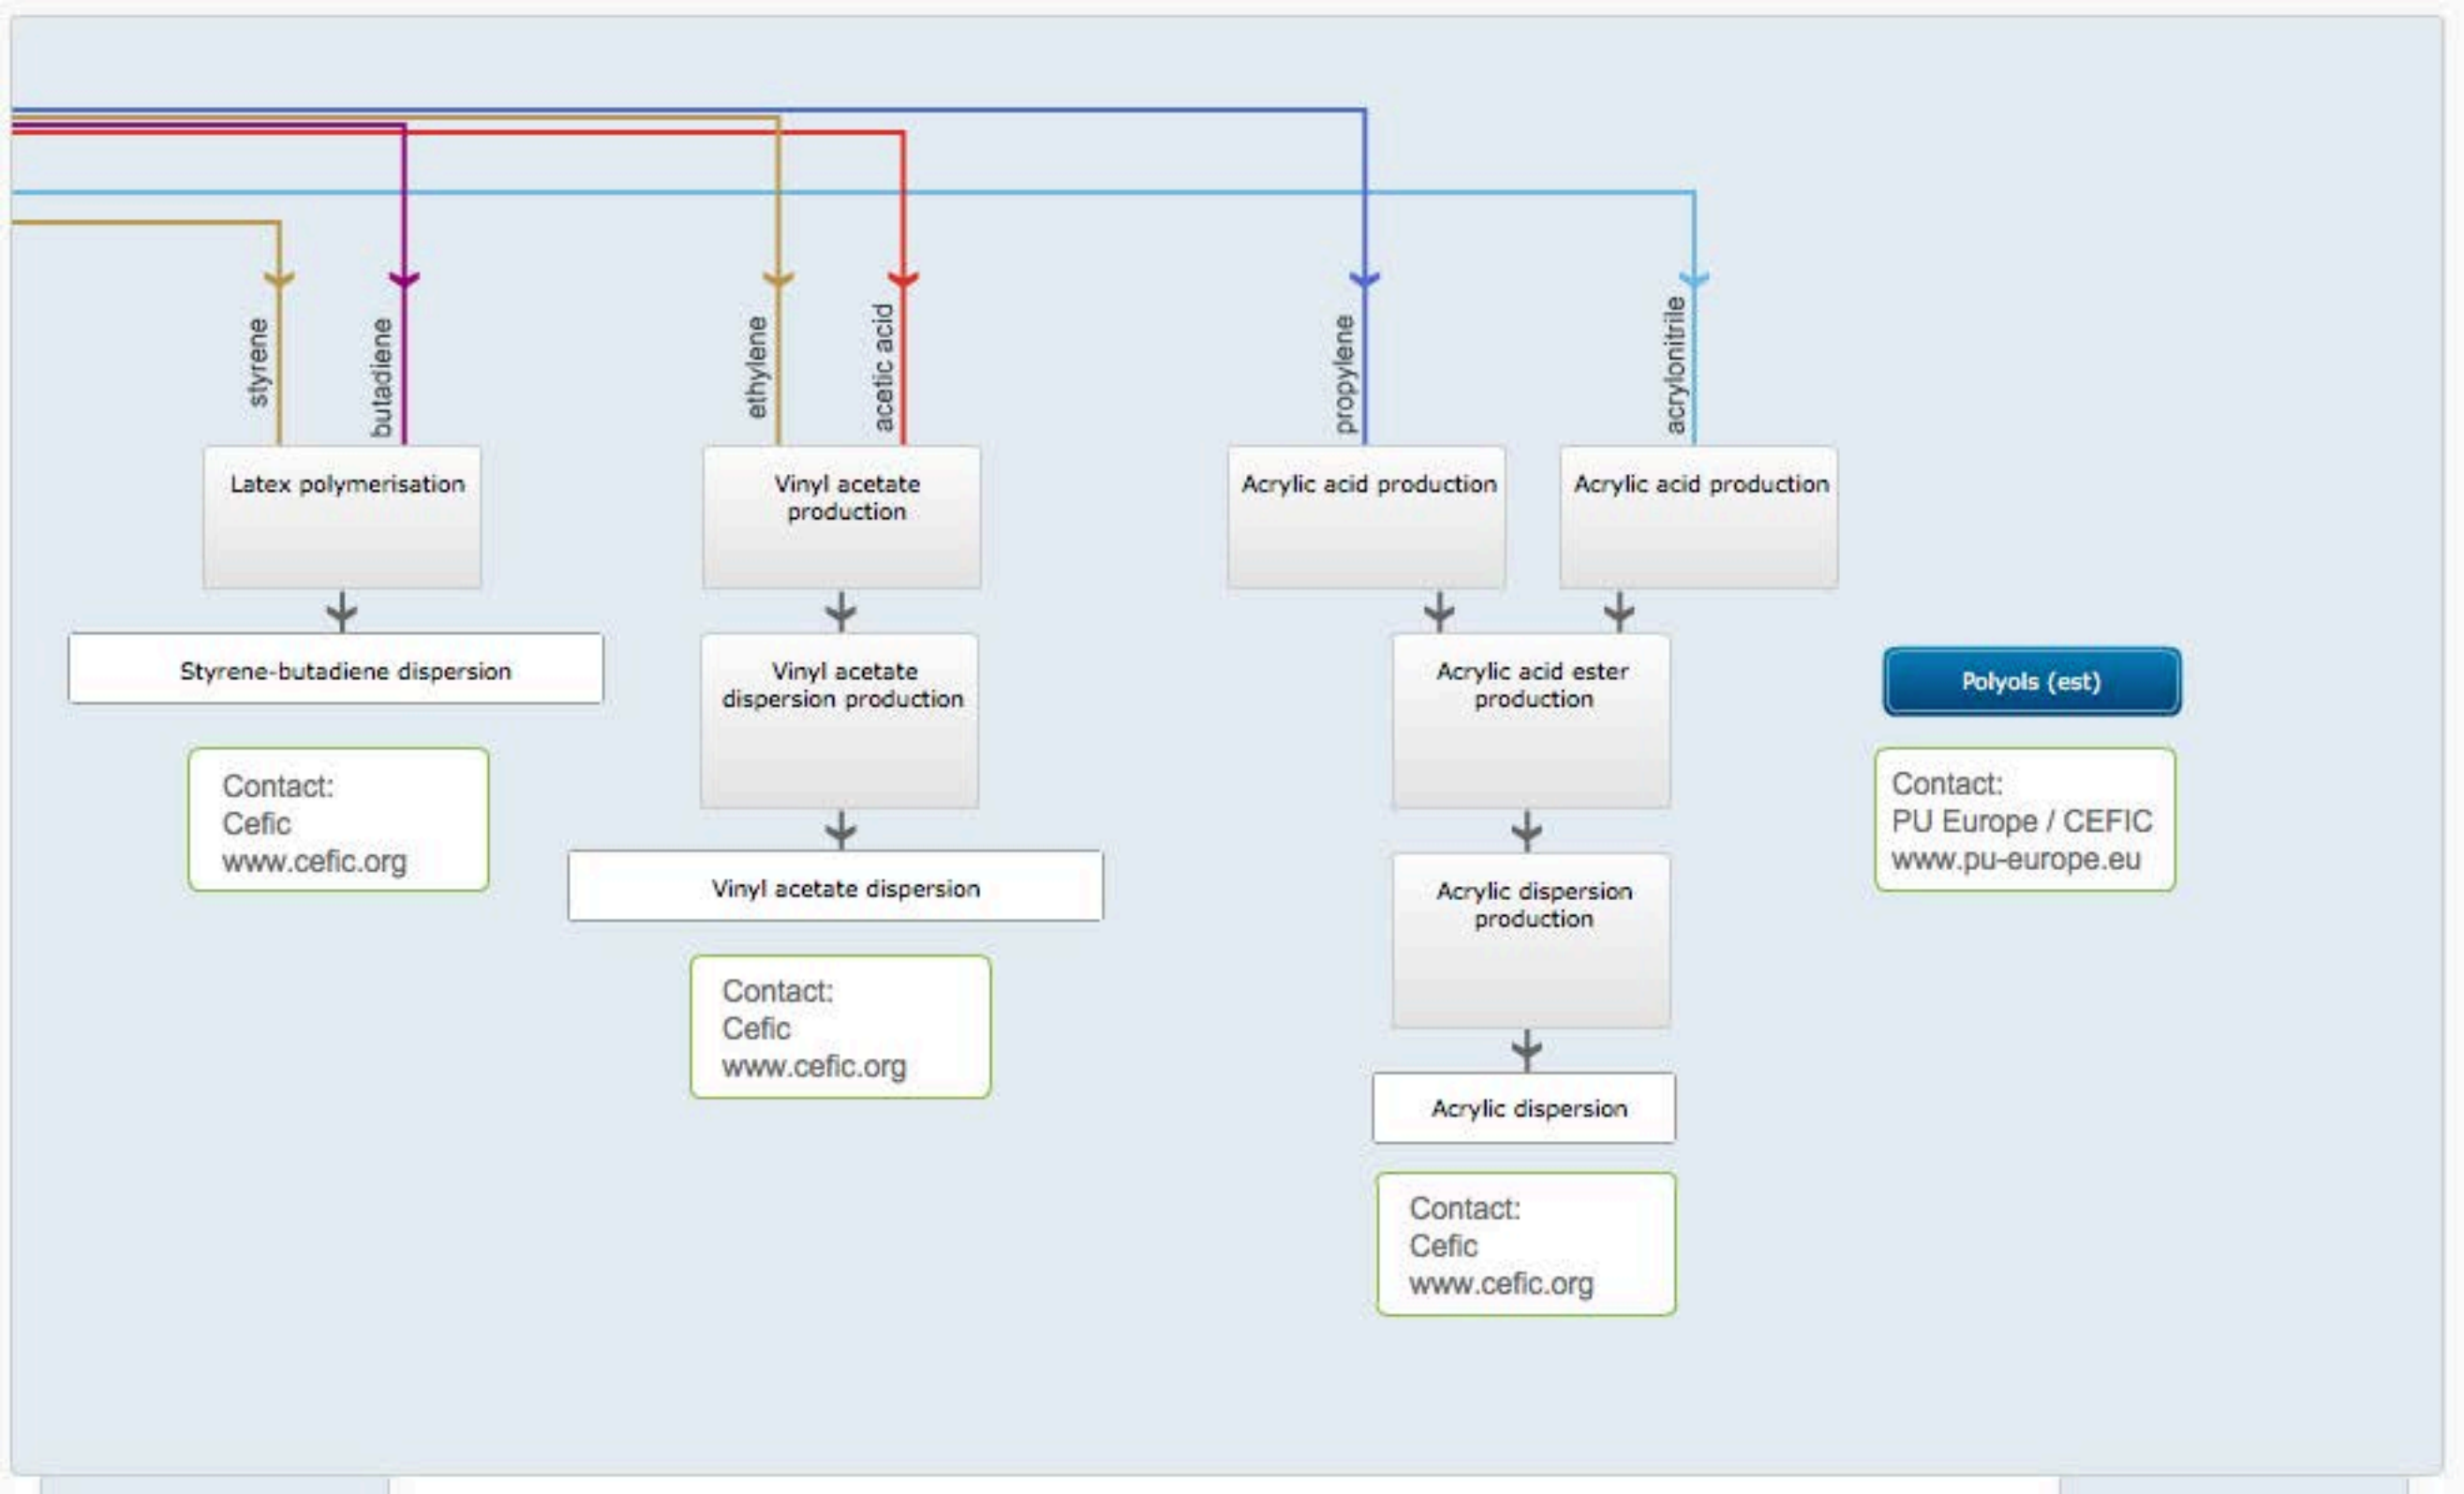 styrene
butadiene
ethylene
acetic acid
propylene
acrylonitrile
Latex polymerisation
Vinyl acetate
production
Acrylic acid production
Acrylic acid production
Styrene-butadiene dispersion
Vinyl acetate
dispersion production
Acrylic acid ester
production
Polyols (est)
Contact:
Cefic
www.cefic.org
Contact:
PU Europe / CEFIC
www.pu-europe.eu
Vinyl acetate dispersion
Acrylic dispersion
production
Contact:
Cefic
www.cefic.org
Acrylic dispersion
Contact:
Cefic
www.cefic.org